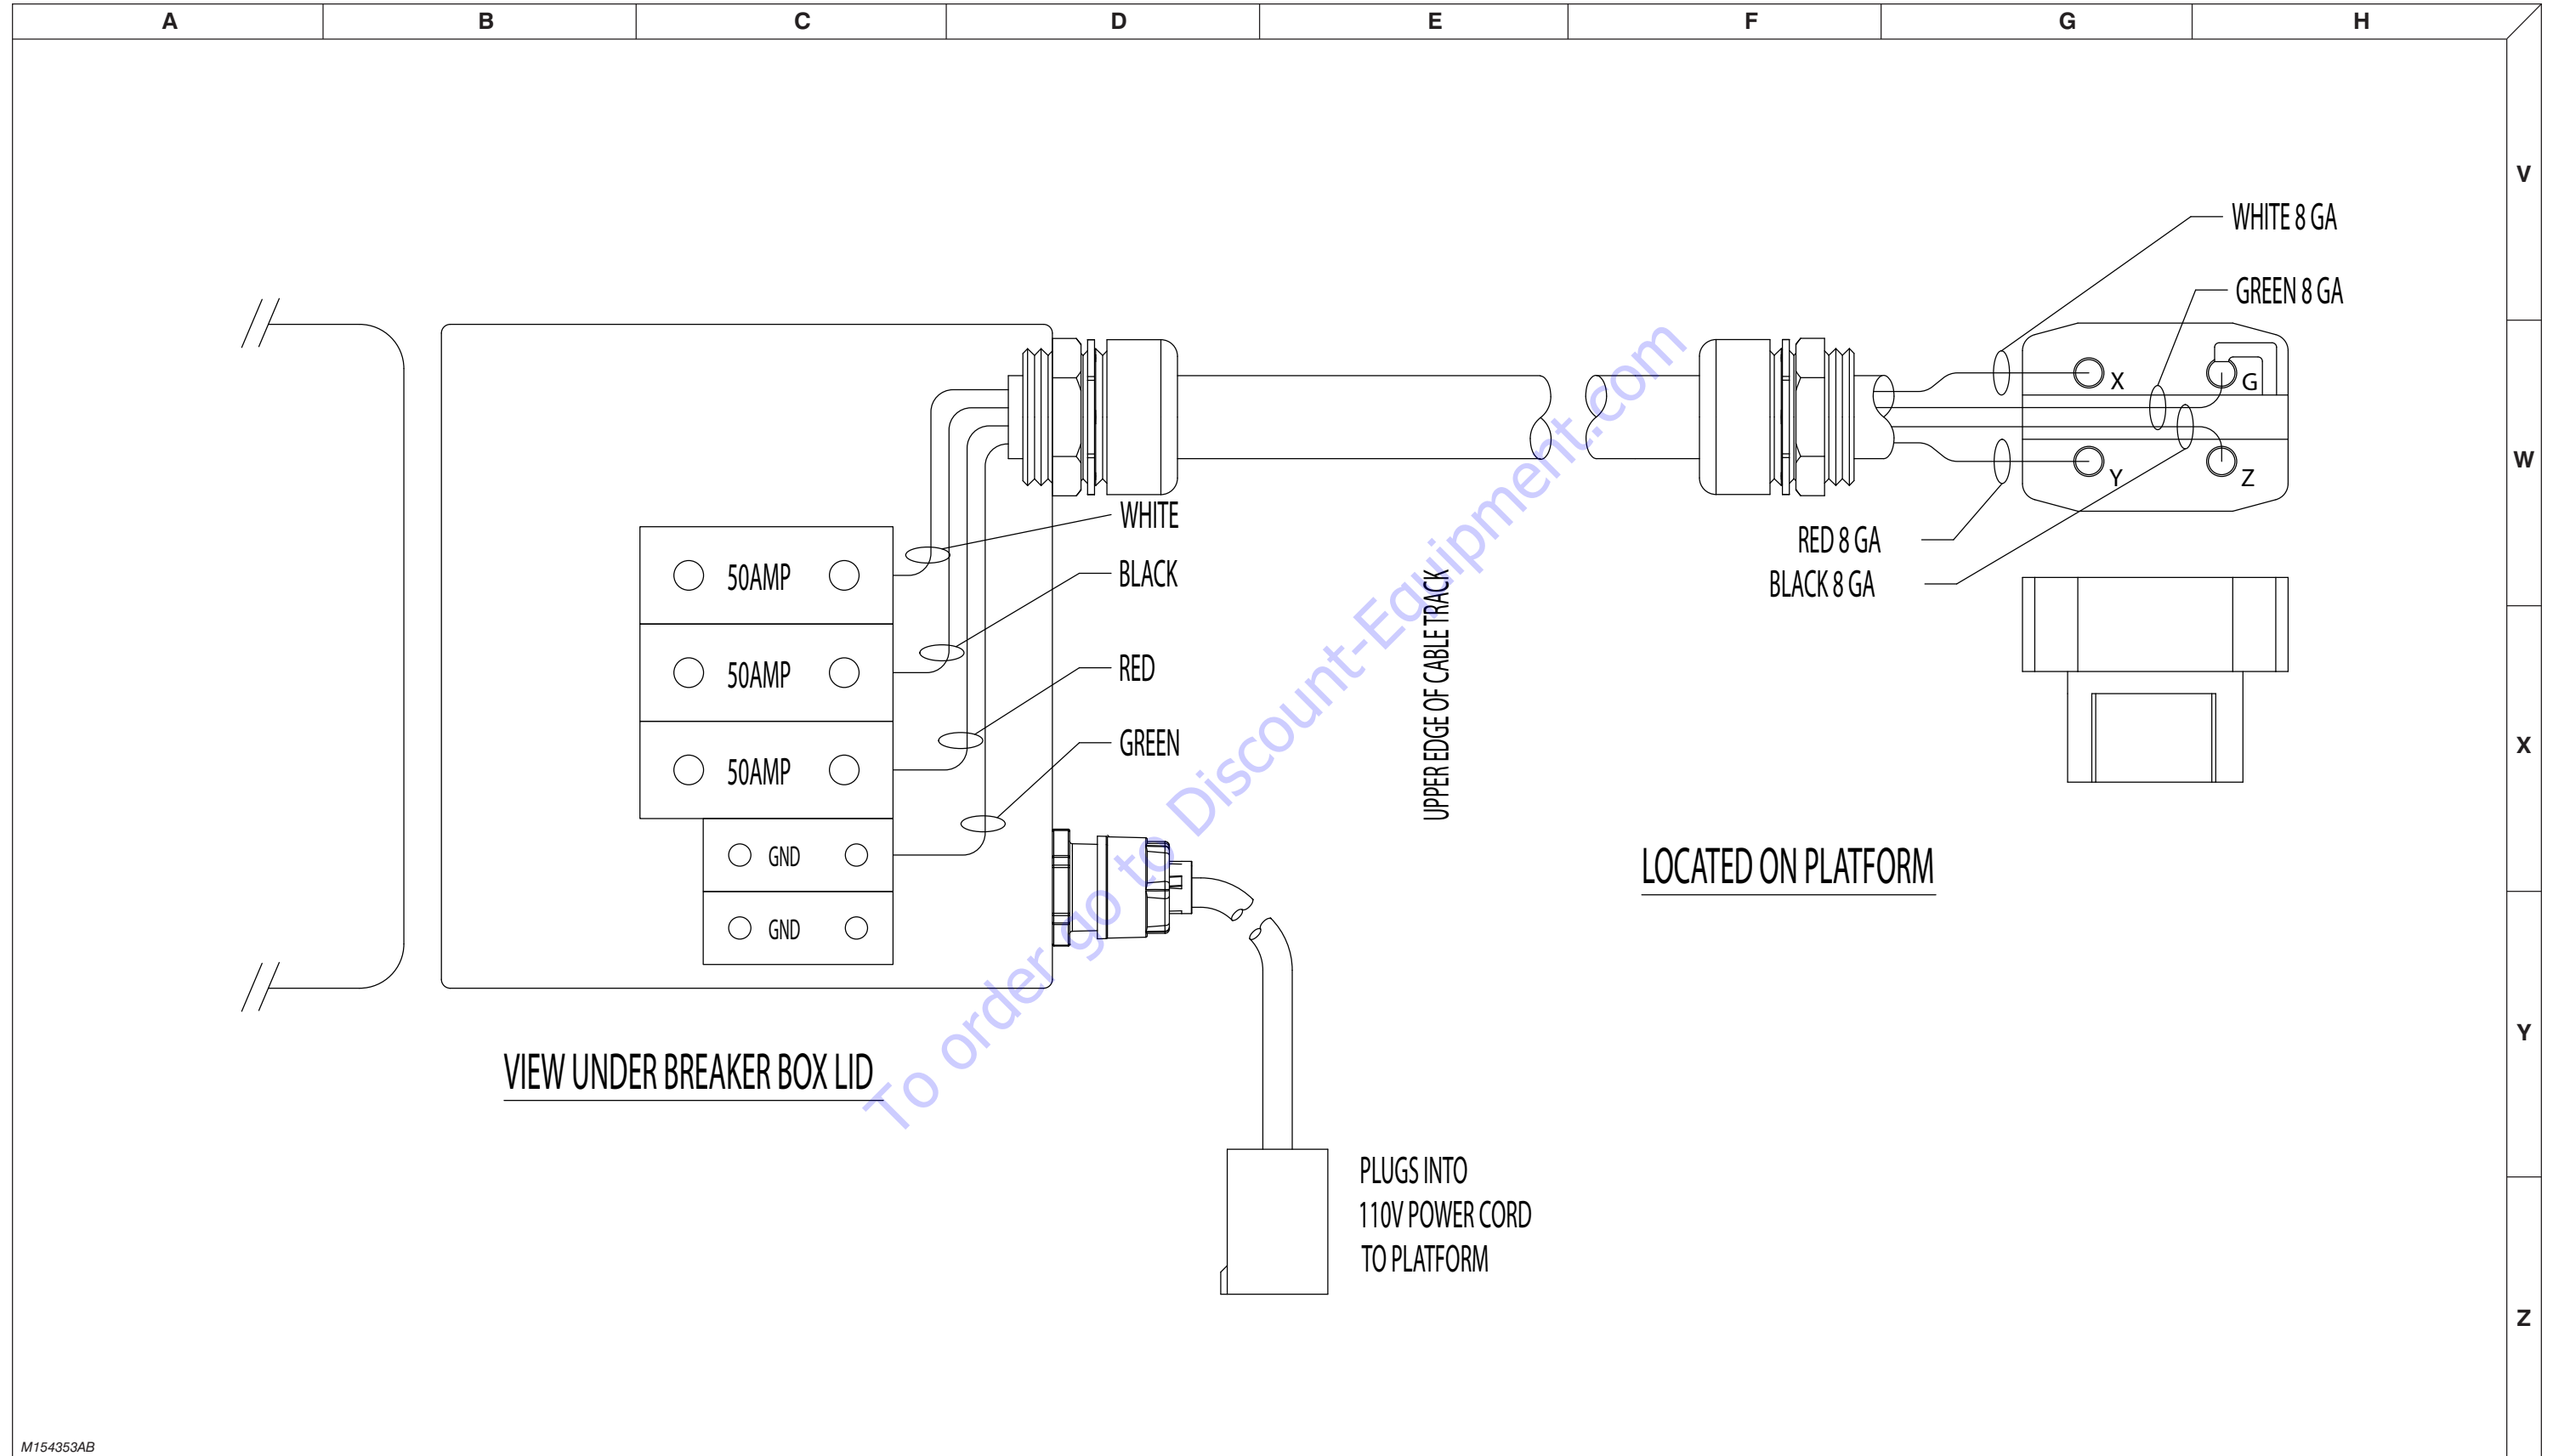 A B C D E F G H
V
WHITE 8 GA
GREEN 8 GA
X
G
Y
Z
W
RED 8 GA
BLACK 8 GA
WHITE
BLACK
RED
GREEN
50AMP
50AMP
50AMP
GND
GND
UPPER EDGE OF CABLE TRACK
X
LOCATED ON PLATFORM
Y
VIEW UNDER BREAKER BOX LID
PLUGS INTO
110V POWER CORD
TO PLATFORM
Z
M154353AB
To order go to Discount-Equipment.com